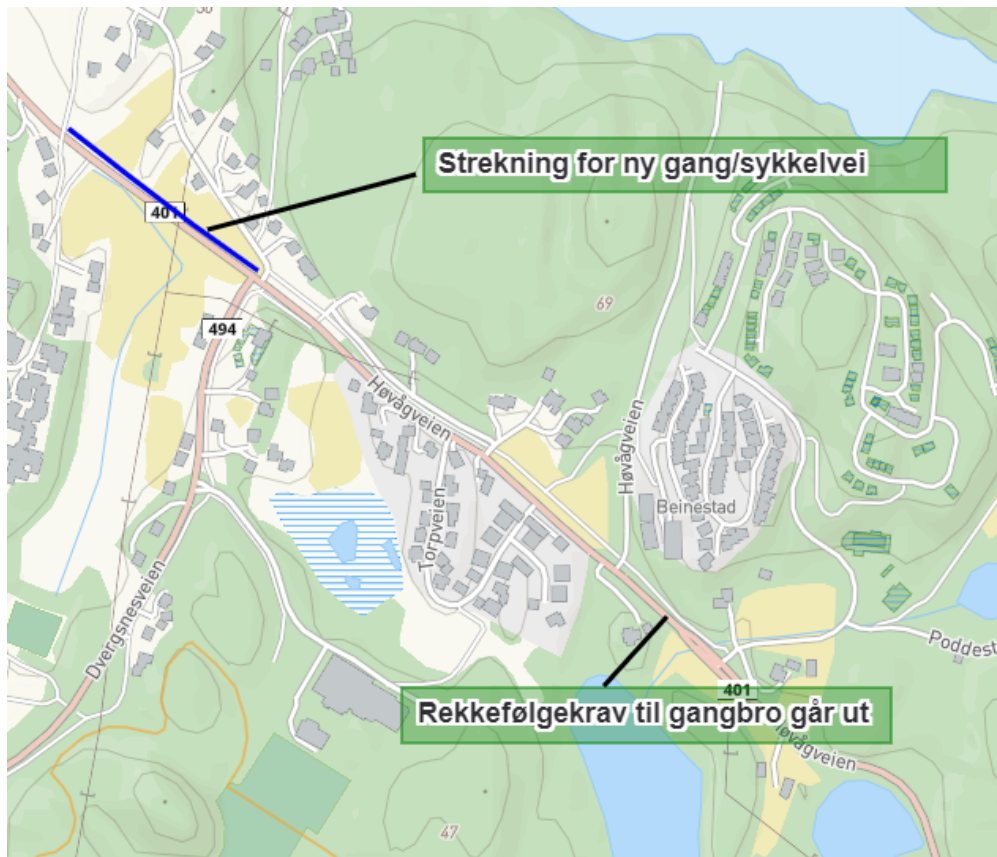 50
Strekning for ny gang/sykkelvei
401
494
69
Høvågveien
Høvågveien
Beinestad
Torpveien
Dvergsnesveien
Poddest
401
Rekkefølgekrav til gangbro går ut
Høvågveien
47